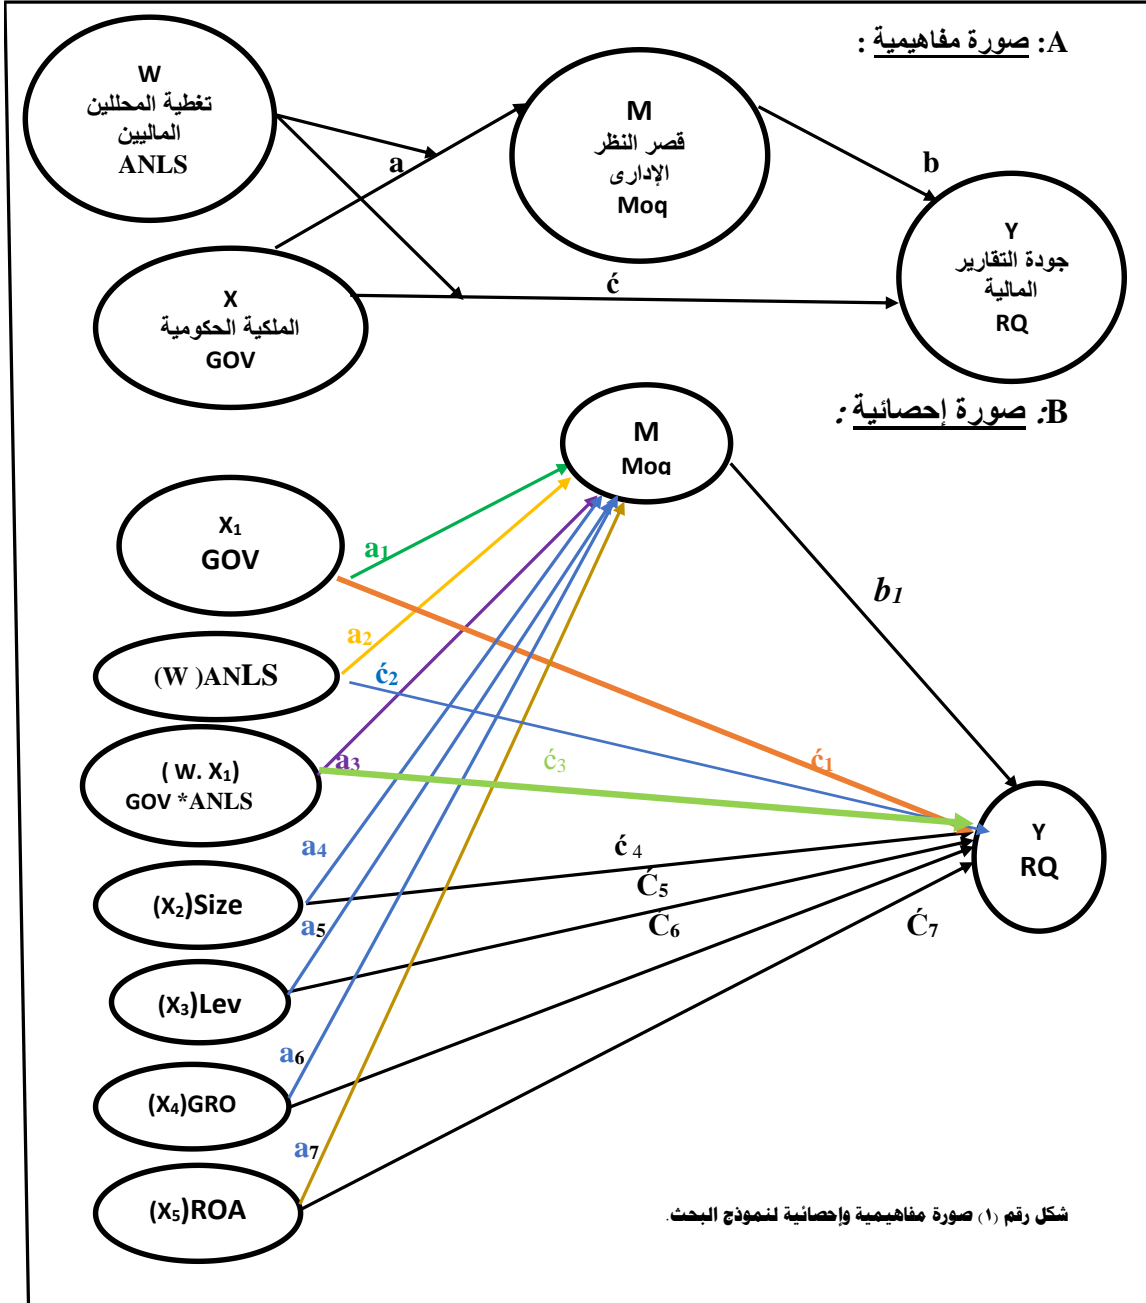 A: صورة مفاهيمية :
W
تغطية المحللين
الماليين
ANLS
M
قصر النظر
الإدارى
Moq
a
b
Y
جودة التقارير
المالية
RQ
X
الملكية الحكومية
GOV
ć
B: صورة إحصائية :
M
Moq
X₁
GOV
a₁
b₁
a₂
(W )ANLS
ć₂
( W. X₁)
GOV *ANLS
a₃
ć₃
ć₁
Y
RQ
a₄
ć 4
Ć₅
(X₂)Size
a₅
Ć₆
Ć₇
(X₃)Lev
a₆
(X₄)GRO
a₇
(X₅)ROA
شكل رقم (١) صورة مفاهيمية وإحصائية لنموذج البحث.